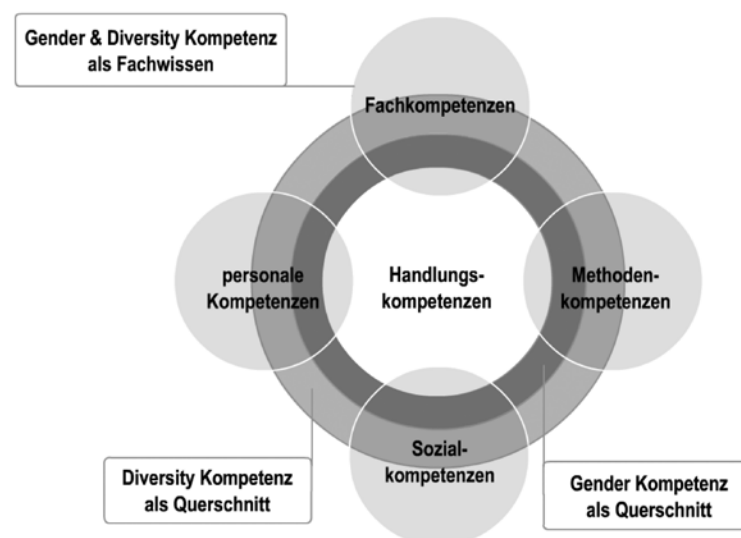 Gender & Diversity Kompetenz
als Fachwissen
Fachkompetenzen
personale
Kompetenzen
Handlungs-
kompetenzen
Methoden-
kompetenzen
Sozial-
kompetenzen
Diversity Kompetenz
als Querschnitt
Gender Kompetenz
als Querschnitt